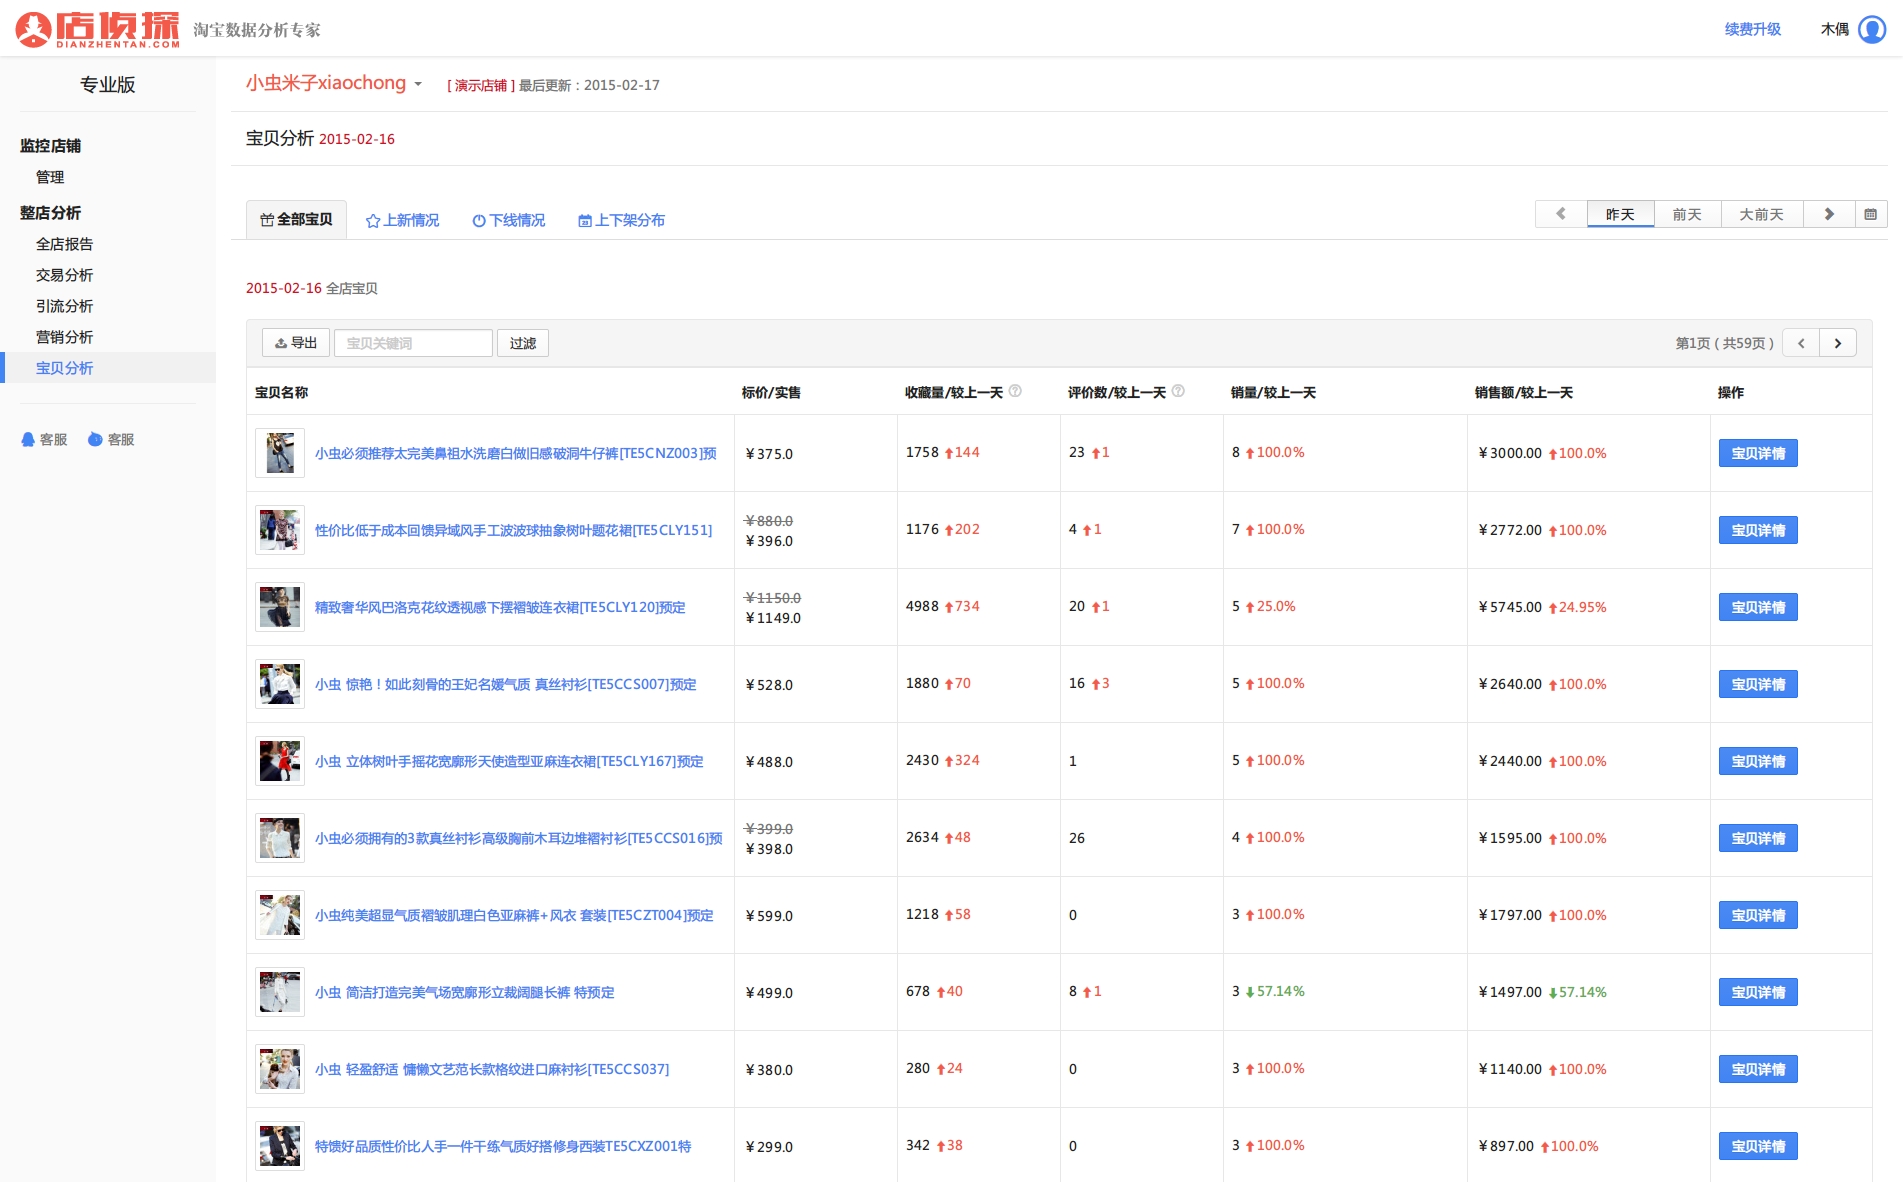 店侦探
DIANZHENTAN.COM
淘宝数据分析专家
续费升级
木偶
专业版
监控店铺
管理
整店分析
全店报告
交易分析
引流分析
营销分析
宝贝分析
客服 客服
小虫米子xiaochong
[ 演示店铺 ] 最后更新：2015-02-17
宝贝分析 2015-02-16
全部宝贝 上新情况 下线情况 上下架分布
昨天 前天 大前天
2015-02-16 全店宝贝
导出 宝贝关键词 过滤
第1页 ( 共59页 )
宝贝名称 标价/实售 收藏量/较上一天 评价数/较上一天 销量/较上一天 销售额/较上一天 操作
小虫必须推荐太完美鼻祖水洗磨白做旧感破洞牛仔裤[TE5CNZ003]预 ￥375.0 1758 144 23 1 8 100.0% ￥3000.00 100.0% 宝贝详情
性价比低于成本回馈异域风手工波波球抽象树叶题花裙[TE5CLY151] ￥880.0 ￥396.0 1176 202 4 1 7 100.0% ￥2772.00 100.0% 宝贝详情
精致奢华风巴洛克花纹透视感下摆褶皱连衣裙[TE5CLY120]预定 ￥1150.0 ￥1149.0 4988 734 20 1 5 25.0% ￥5745.00 24.95% 宝贝详情
小虫 惊艳！如此刻骨的王妃名媛气质 真丝衬衫[TE5CCS007]预定 ￥528.0 1880 70 16 3 5 100.0% ￥2640.00 100.0% 宝贝详情
小虫 立体树叶手摇花宽廓形天使造型亚麻连衣裙[TE5CLY167]预定 ￥488.0 2430 324 1 5 100.0% ￥2440.00 100.0% 宝贝详情
小虫必须拥有的3款真丝衬衫高级胸前木耳边堆褶衬衫[TE5CCS016]预 ￥399.0 ￥398.0 2634 48 26 4 100.0% ￥1595.00 100.0% 宝贝详情
小虫纯美超显气质褶皱肌理白色亚麻裤+风衣 套装[TE5CZT004]预定 ￥599.0 1218 58 0 3 100.0% ￥1797.00 100.0% 宝贝详情
小虫 简洁打造完美气场宽廓形立裁阔腿长裤 特预定 ￥499.0 678 40 8 1 3 57.14% ￥1497.00 57.14% 宝贝详情
小虫 轻盈舒适 慵懒文艺范长款格纹进口麻衬衫[TE5CCS037] ￥380.0 280 24 0 3 100.0% ￥1140.00 100.0% 宝贝详情
特馈好品质性价比人手一件干练气质好搭修身西装TE5CXZ001特 ￥299.0 342 38 0 3 100.0% ￥897.00 100.0% 宝贝详情